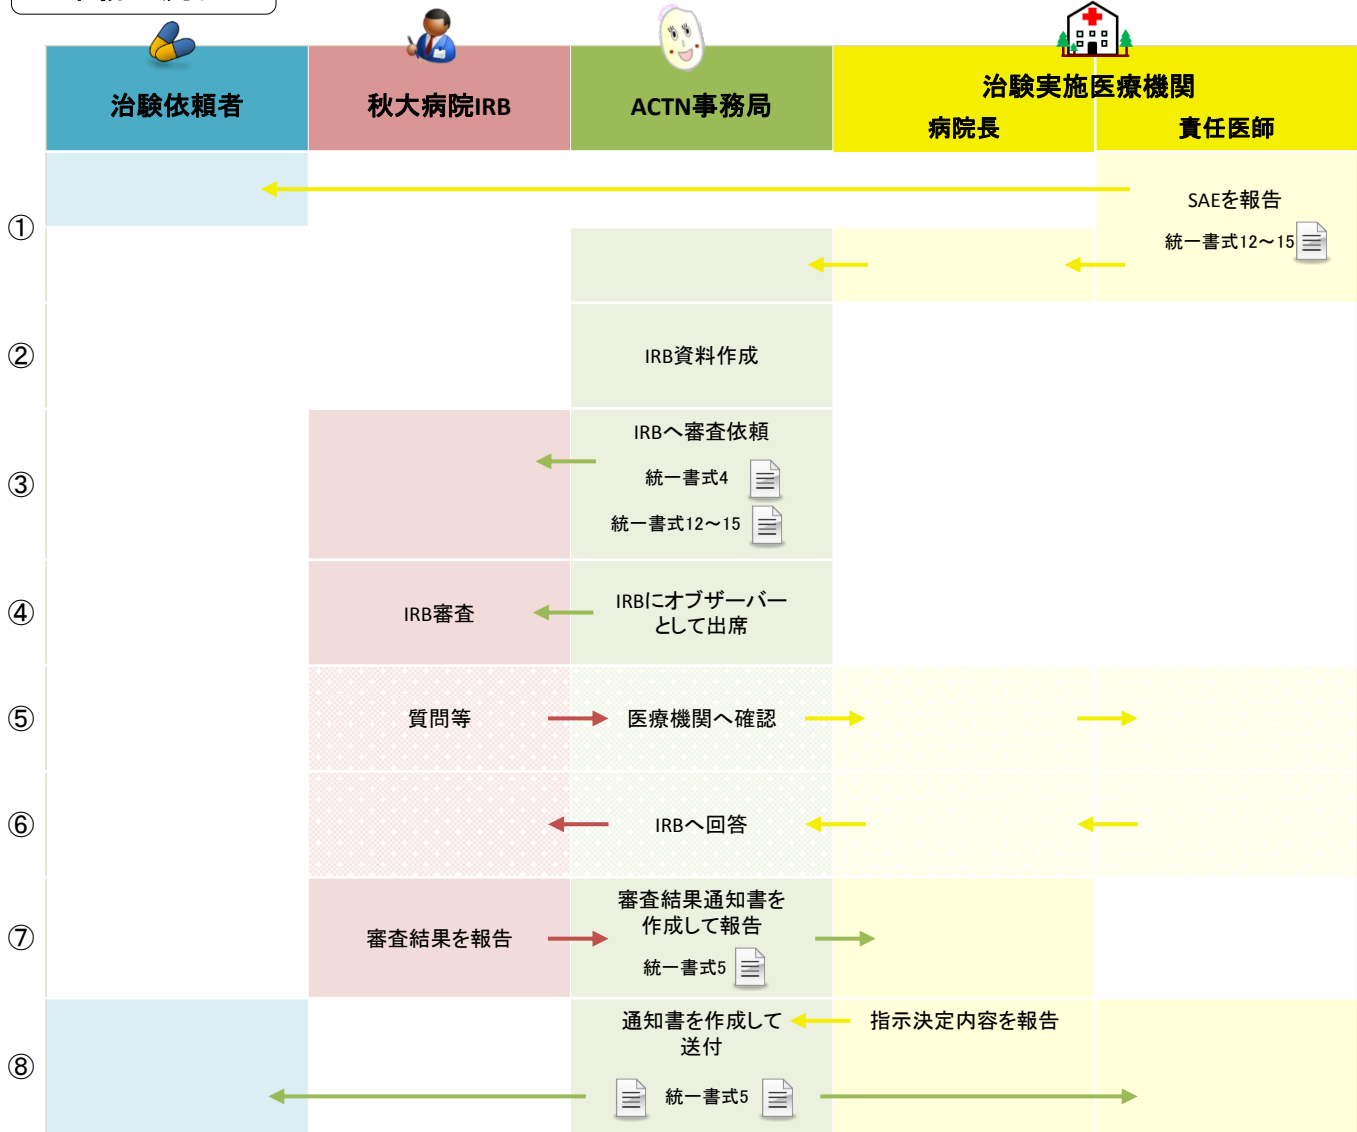 治験依頼者
秋大病院IRB
ACTN事務局
治験実施医療機関
病院長
責任医師
①
SAEを報告
統一書式12～15
②
IRB資料作成
③
IRBへ審査依頼
統一書式4
統一書式12～15
④
IRB審査
IRBにオブザーバー
として出席
⑤
質問等
医療機関へ確認
⑥
IRBへ回答
⑦
審査結果を報告
審査結果通知書を
作成して報告
統一書式5
⑧
通知書を作成して
送付
指示決定内容を報告
統一書式5